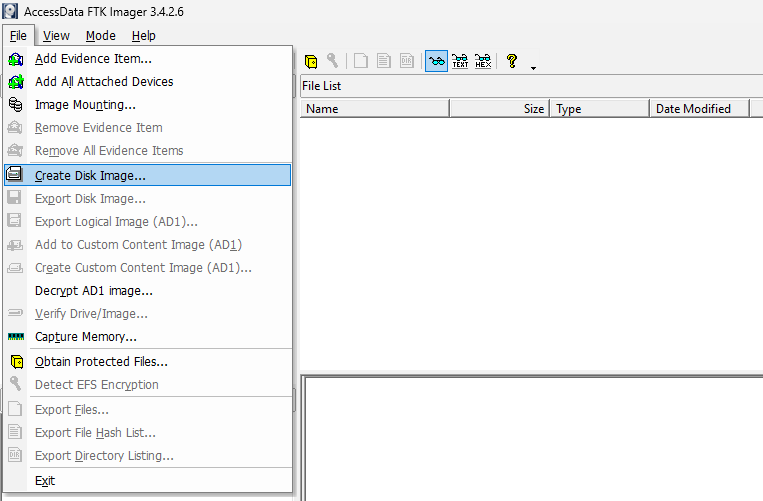 AccessData FTK Imager 3.4.2.6
File View Mode Help
Add Evidence Item...
Add All Attached Devices
Image Mounting...
Remove Evidence Item
Remove All Evidence Items
Create Disk Image...
Export Disk Image...
Export Logical Image (AD1)...
Add to Custom Content Image (AD1)
Create Custom Content Image (AD1)...
Decrypt AD1 image...
Verify Drive/Image...
Capture Memory...
Obtain Protected Files...
Detect EFS Encryption
Export Files...
Export File Hash List...
DIR Export Directory Listing...
Exit
DIR TEXT HEX ?
File List
Name Size Type Date Modified